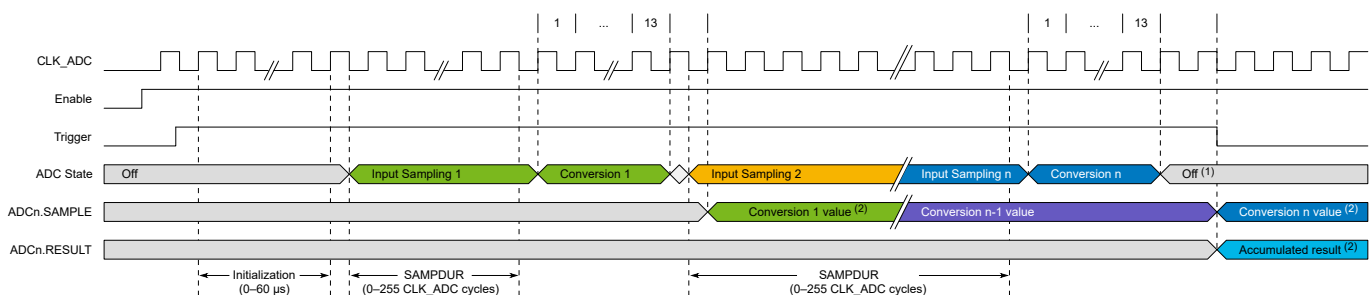 1 ... 13 1 ... 13
CLK_ADC
Enable
Trigger
ADC State Off Input Sampling 1 Conversion 1 Input Sampling 2 Input Sampling n Conversion n Off (1)
ADCn.SAMPLE Conversion 1 value (2) Conversion n-1 value Conversion n value (2)
ADCn.RESULT Accumulated result (2)
Initialization SAMPDUR SAMPDUR
(0–60 µs) (0–255 CLK_ADC cycles) (0–255 CLK_ADC cycles)